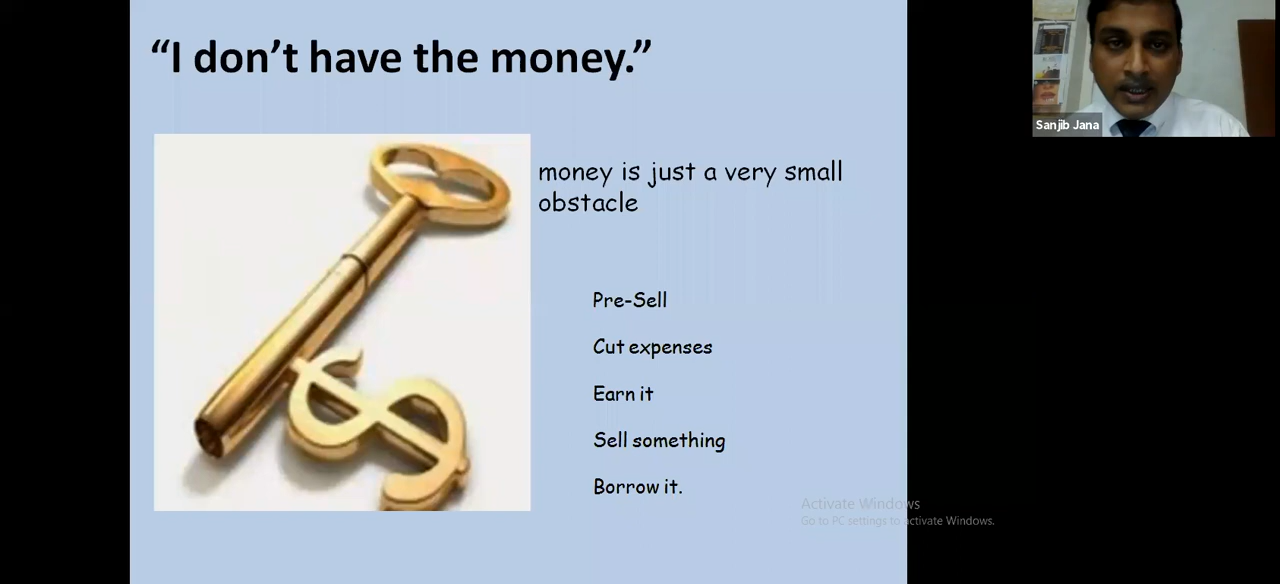 “I don’t have the money.”
Sanjib Jana
money is just a very small
obstacle
Pre-Sell
Cut expenses
Earn it
Sell something
Borrow it.
Activate Windows
Go to PC settings to activate Windows.